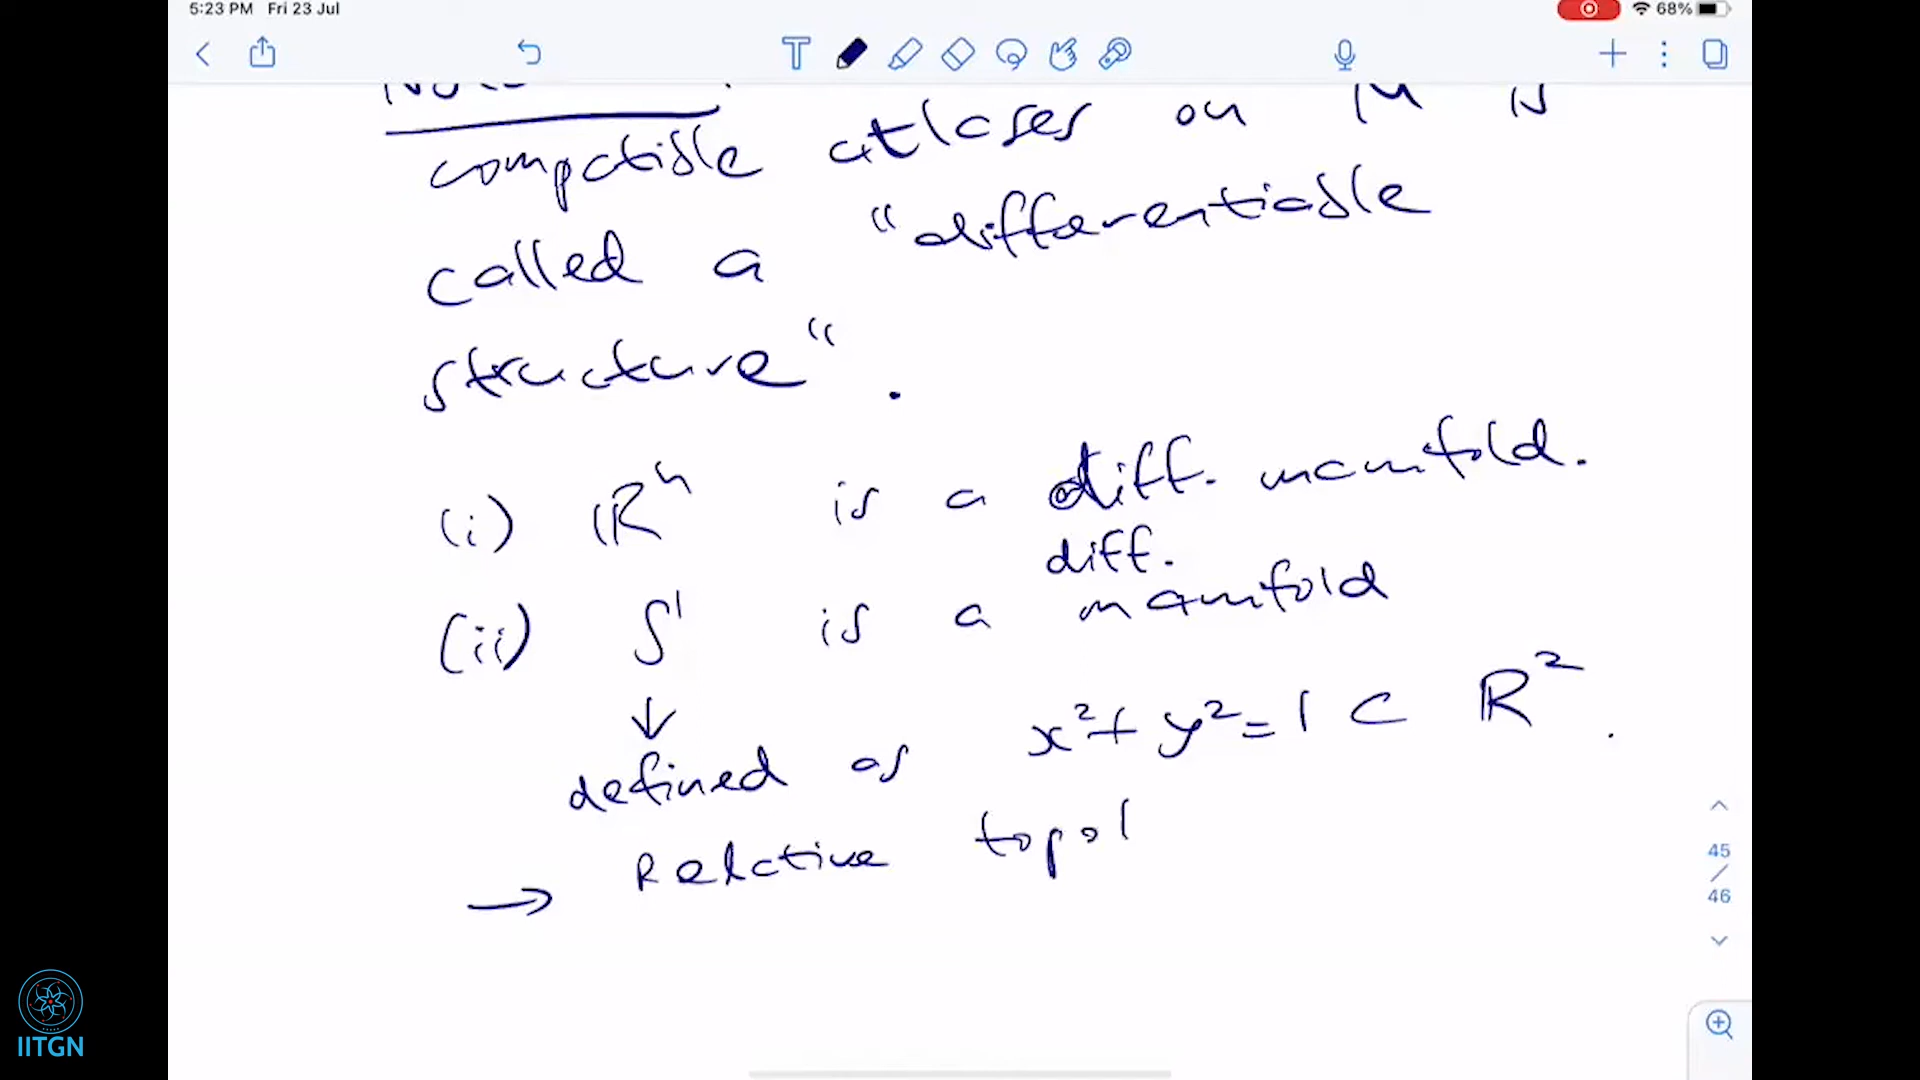 5:23 PM Fri 23 Jul
68%
compatible atlases on M is
called a "differentiable
structure".
(i) ℝⁿ is a diff. manifold.
diff.
(ii) S¹ is a manifold
↓
defined as x²+y²=1 ⊂ ℝ².
→ Relative topol
45
/
46
IITGN